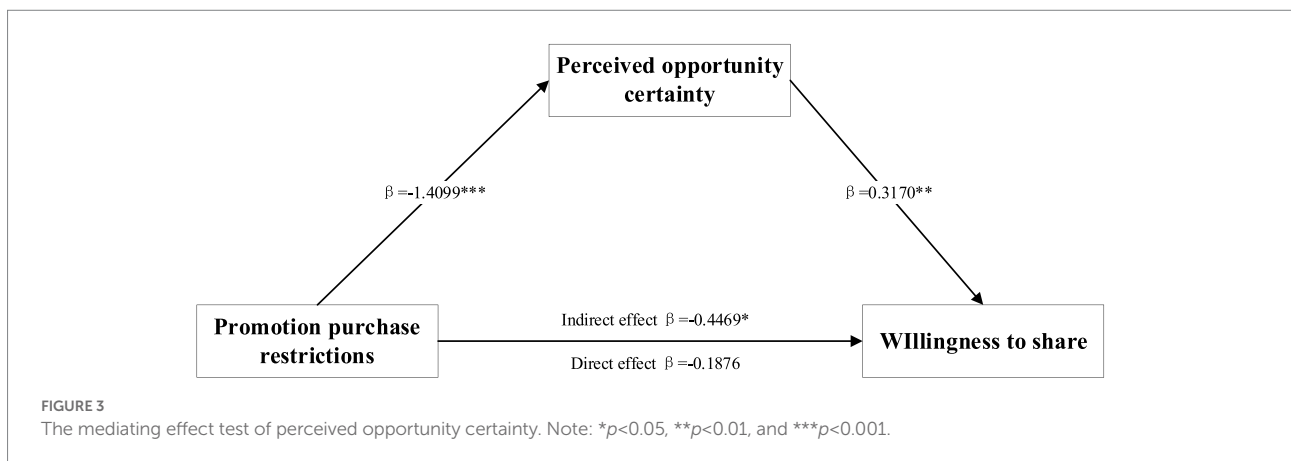 Perceived opportunity
certainty
β=-1.4099***
β=0.3170**
Promotion purchase
restrictions
Indirect effect β=-0.4469*
Direct effect β=-0.1876
WIllingness to share
FIGURE 3
The mediating effect test of perceived opportunity certainty. Note: *p<0.05, **p<0.01, and ***p<0.001.